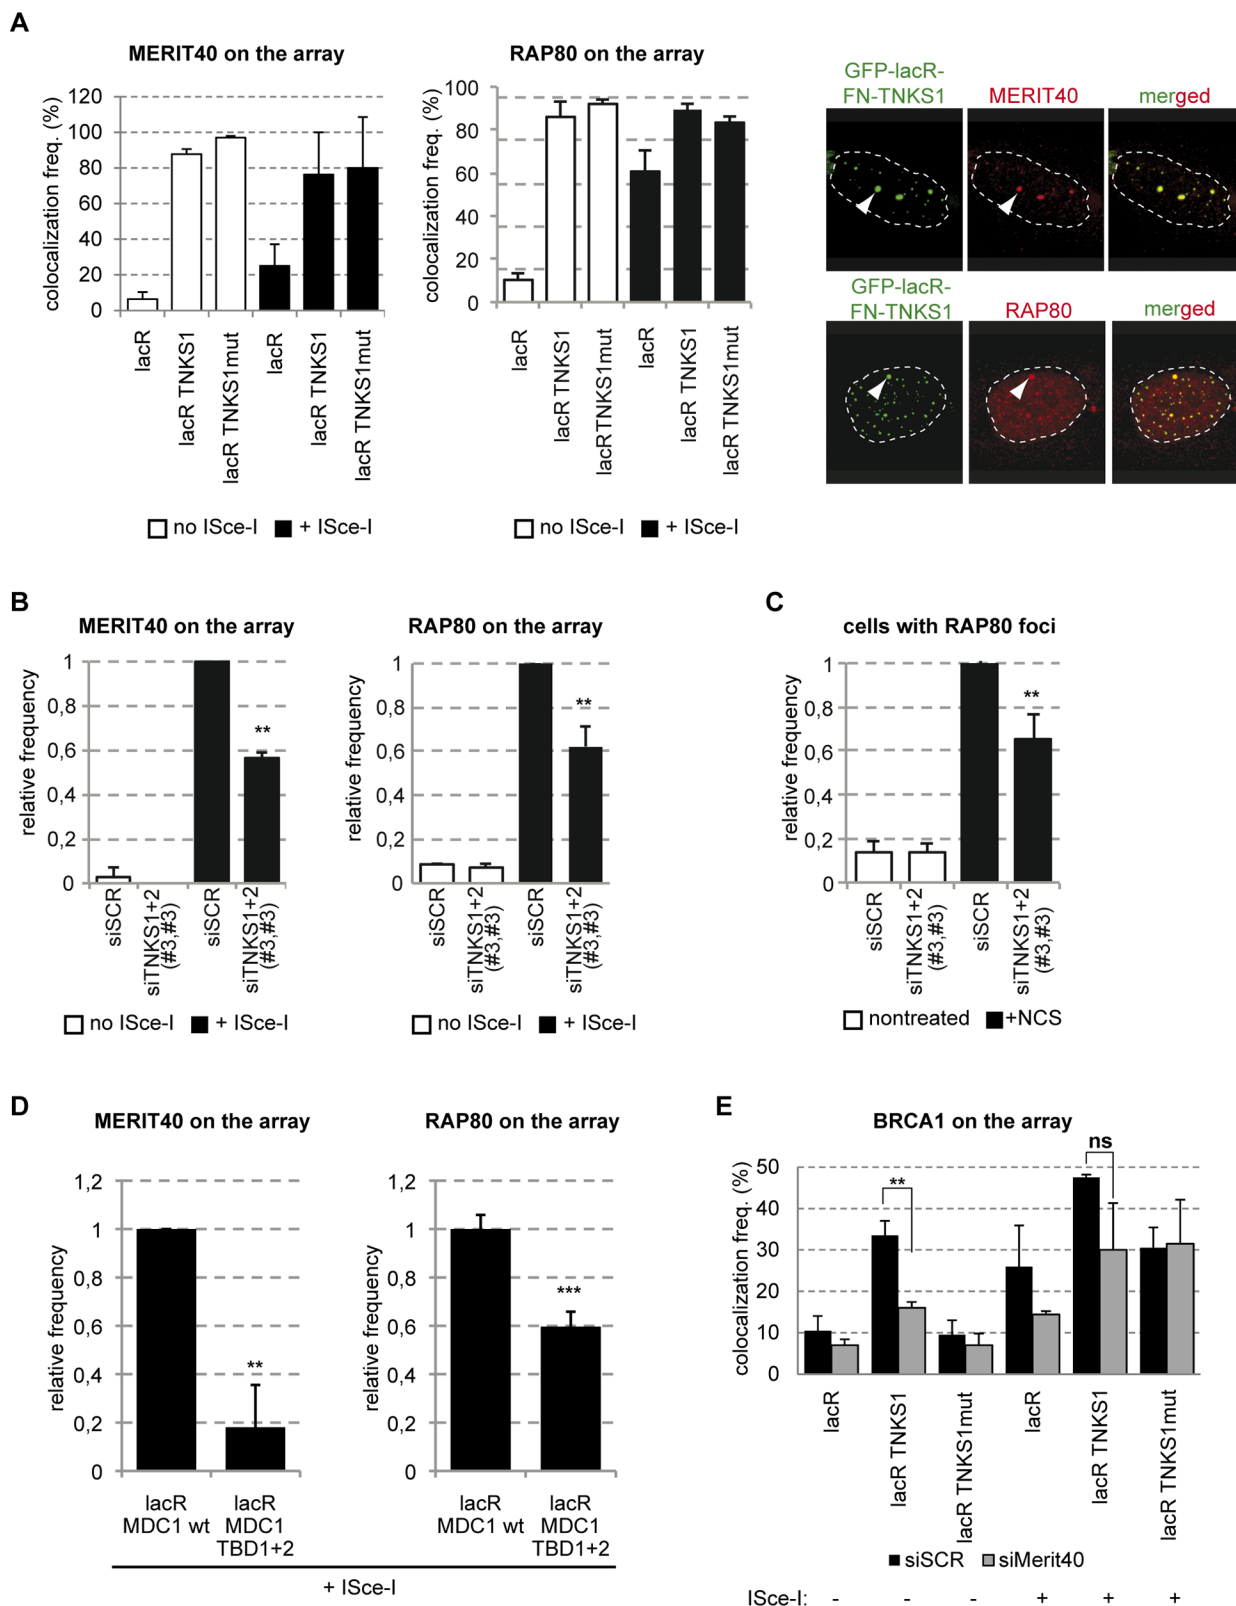 A
MERIT40 on the array
colocalization freq. (%)
120
100
80
60
40
20
0
lacR
lacR TNKS1
lacR TNKS1mut
lacR
lacR TNKS1
lacR TNKS1mut
no ISce-I
+ ISce-I
RAP80 on the array
colocalization freq. (%)
100
80
60
40
20
0
lacR
lacR TNKS1
lacRTNKS1mut
lacR
lacR TNKS1
lacR TNKS1mut
no ISce-I
+ ISce-I
GFP-lacR-
FN-TNKS1
MERIT40
merged
GFP-lacR-
FN-TNKS1
RAP80
merged
B
MERIT40 on the array
relative frequency
1
0,8
0,6
0,4
0,2
0
**
siSCR
siTNKS1+2
(#3,#3)
siSCR
siTNKS1+2
(#3,#3)
no ISce-I
+ ISce-I
RAP80 on the array
relative frequency
1
0,8
0,6
0,4
0,2
0
**
siSCR
siTNKS1+2
(#3,#3)
siSCR
siTNKS1+2
(#3,#3)
no ISce-I
+ ISce-I
C
cells with RAP80 foci
relative frequency
1
0,8
0,6
0,4
0,2
0
**
siSCR
siTNKS1+2
(#3,#3)
siSCR
siTNKS1+2
(#3,#3)
nontreated
+NCS
D
MERIT40 on the array
relative frequency
1,2
1
0,8
0,6
0,4
0,2
0
**
lacR
MDC1 wt
lacR
MDC1
TBD1+2
RAP80 on the array
relative frequency
1,2
1
0,8
0,6
0,4
0,2
0
***
lacR
MDC1 wt
lacR
MDC1
TBD1+2
+ ISce-I
E
BRCA1 on the array
colocalization freq. (%)
50
40
30
20
10
0
**
ns
lacR
lacR TNKS1
lacR TNKS1mut
lacR
lacR TNKS1
lacR TNKS1mut
siSCR
siMerit40
ISce-I: - - - + + +